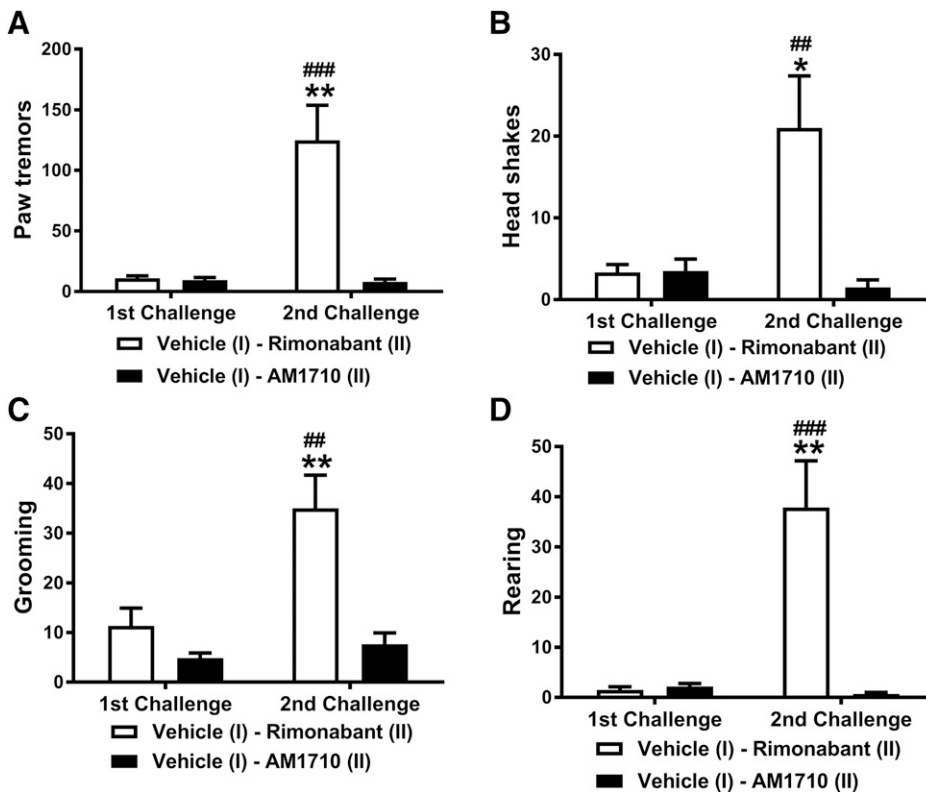 A
Paw tremors
200
150
100
50
0
###
**
1st Challenge 2nd Challenge
Vehicle (I) - Rimonabant (II)
Vehicle (I) - AM1710 (II)
B
Head shakes
30
20
10
0
##
*
1st Challenge 2nd Challenge
Vehicle (I) - Rimonabant (II)
Vehicle (I) - AM1710 (II)
C
Grooming
50
40
30
20
10
0
##
**
1st Challenge 2nd Challenge
Vehicle (I) - Rimonabant (II)
Vehicle (I) - AM1710 (II)
D
Rearing
50
40
30
20
10
0
###
**
1st Challenge 2nd Challenge
Vehicle (I) - Rimonabant (II)
Vehicle (I) - AM1710 (II)